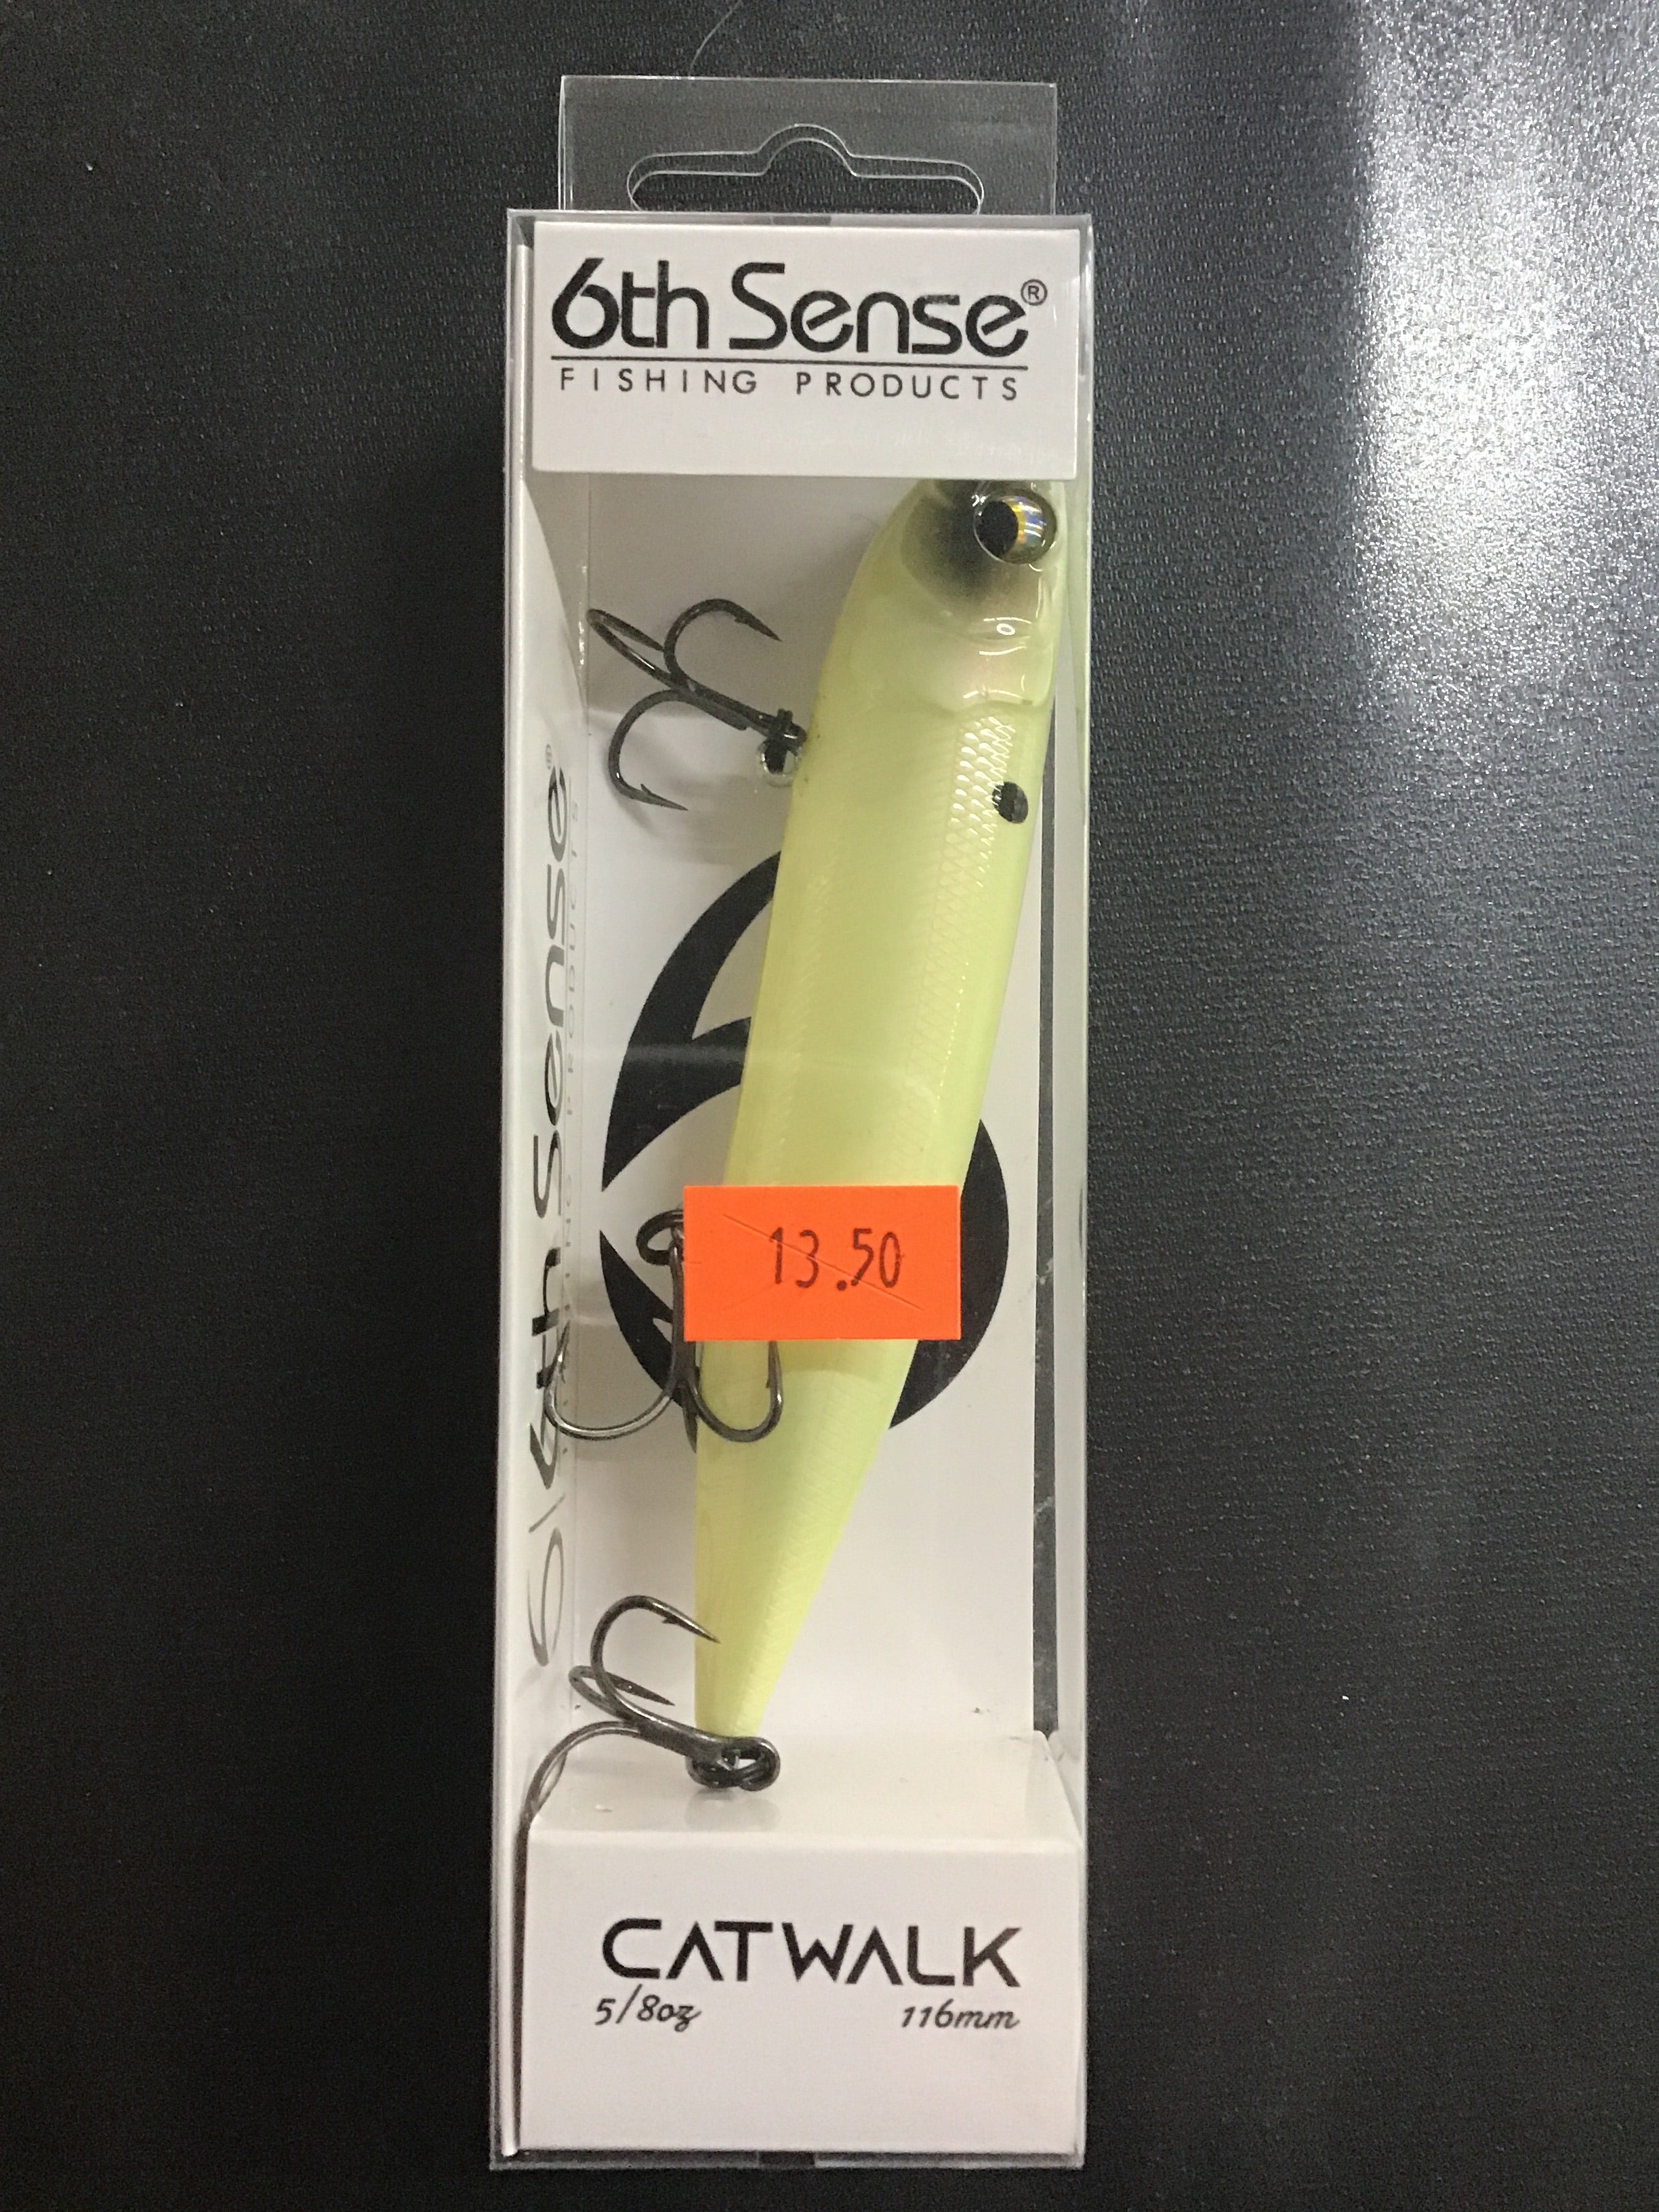 6th Sense®
FISHING PRODUCTS
6th Sense®
13.50
CATWALK
5/8oz 116mm